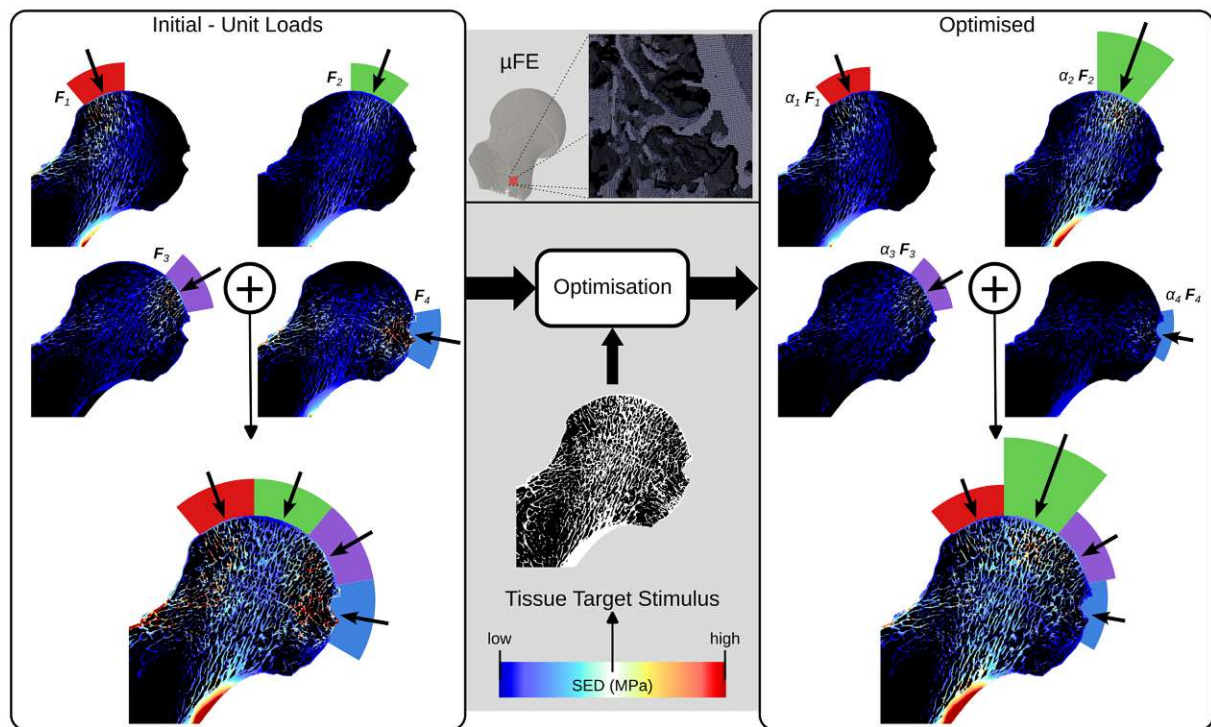 Initial - Unit Loads
F1
F2
F3
F4
µFE
Optimisation
Tissue Target Stimulus
low
high
SED (MPa)
Optimised
α1 F1
α2 F2
α3 F3
α4 F4